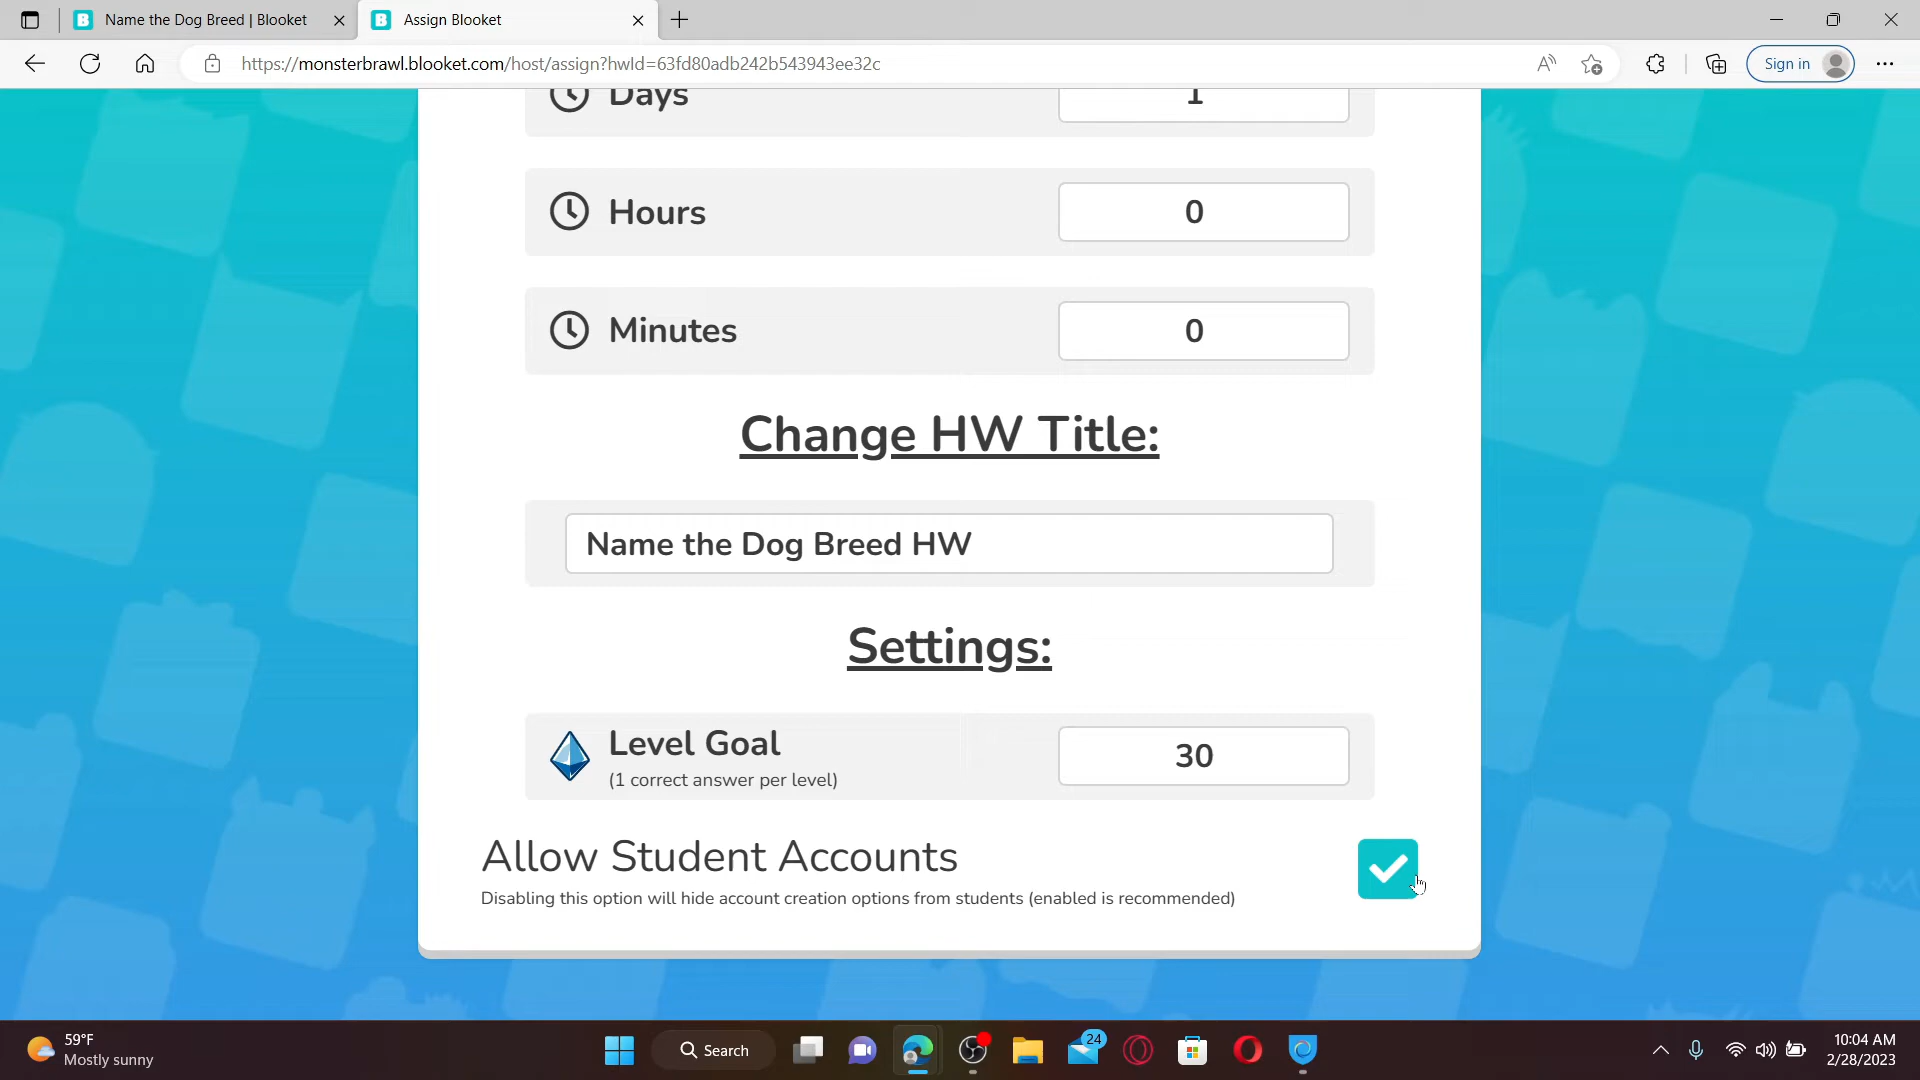 Name the Dog Breed | Blooket
Assign Blooket
https://monsterbrawl.blooket.com/host/assign?hwId=63fd80adb242b543943ee32c
Sign in
Days 1
Hours 0
Minutes 0
Change HW Title:
Name the Dog Breed HW
Settings:
Level Goal 30
(1 correct answer per level)
Allow Student Accounts
Disabling this option will hide account creation options from students (enabled is recommended)
59°F
Mostly sunny
Search
24
10:04 AM
2/28/2023